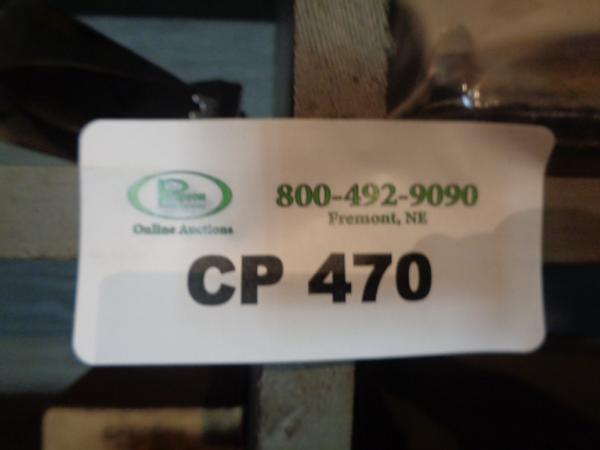 800-492-9090
Fremont, NE
Online Auctions
CP 470